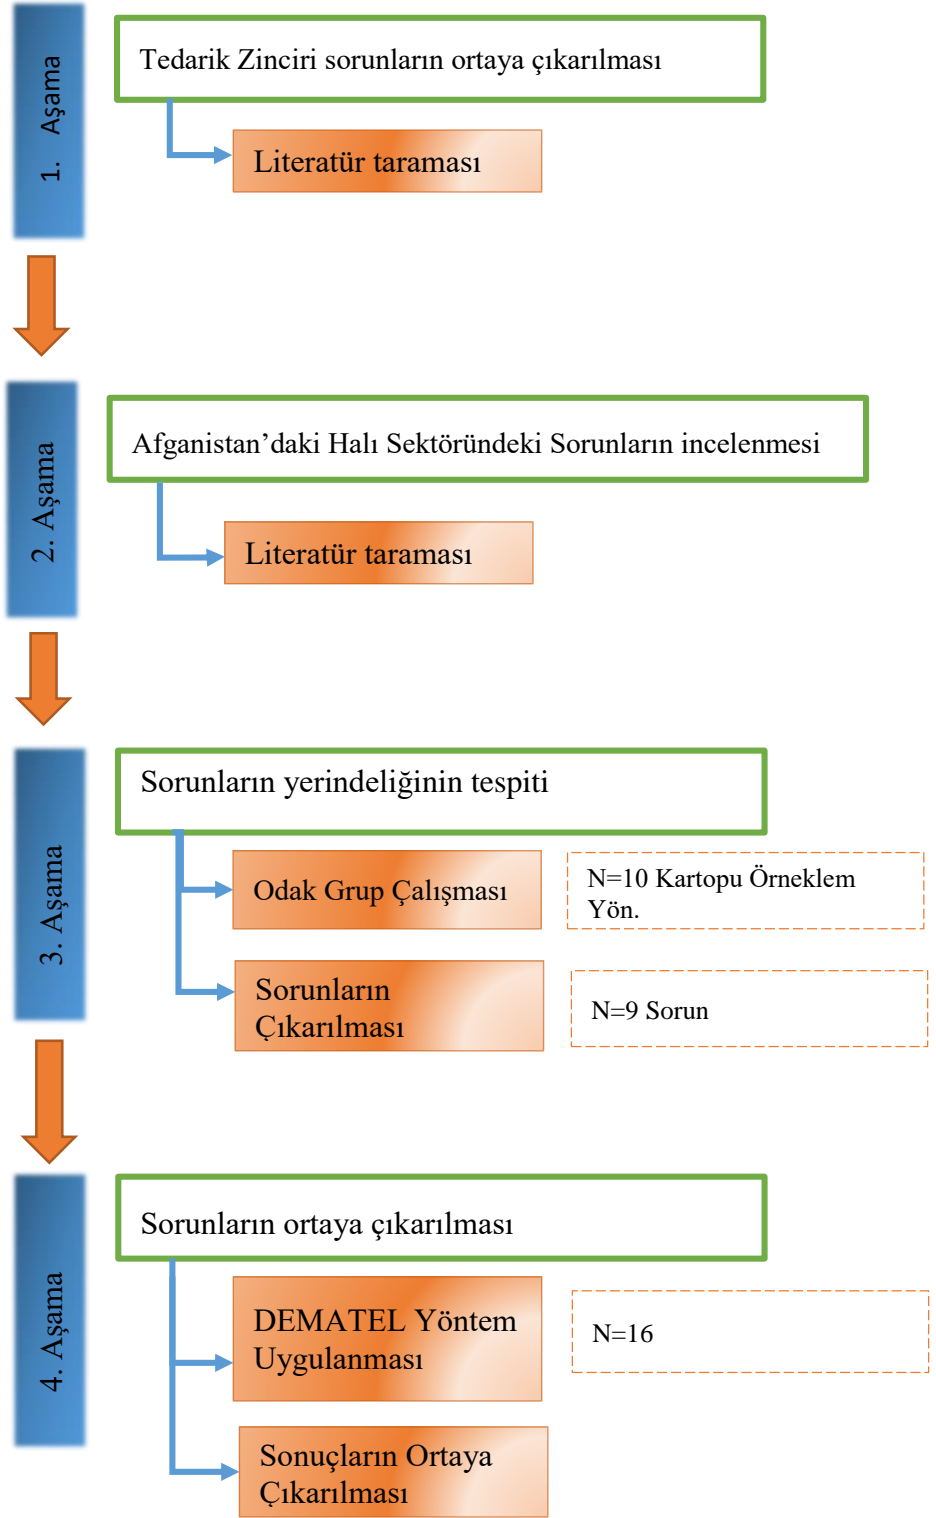 1. Aşama
Tedarik Zinciri sorunların ortaya çıkarılması
Literatür taraması
2. Aşama
Afganistan’daki Halı Sektöründeki Sorunların incelenmesi
Literatür taraması
3. Aşama
Sorunların yerindeliğinin tespiti
Odak Grup Çalışması
N=10 Kartopu Örneklem
Yön.
Sorunların
Çıkarılması
N=9 Sorun
4. Aşama
Sorunların ortaya çıkarılması
DEMATEL Yöntem
Uygulanması
N=16
Sonuçların Ortaya
Çıkarılması